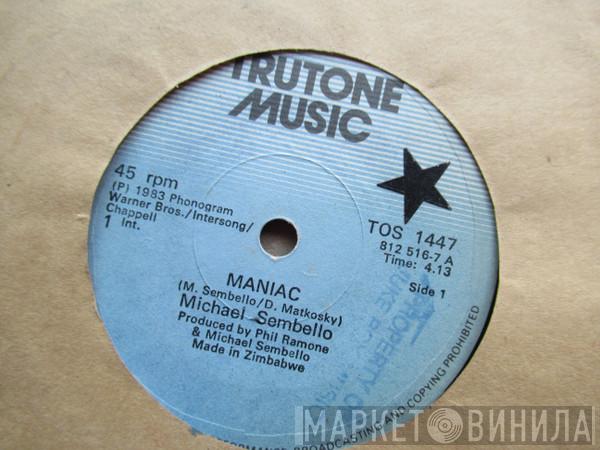 TRUTONE
MUSIC
45 rpm
(P) 1983 Phonogram
Warner Bros./Intersong/
Chappell
1 Int.
TOS 1447
812 516-7 A
Time: 4.13
Side 1
MANIAC
(M. Sembello/D. Matkosky)
Michael Sembello
Produced by Phil Ramone
& Michael Sembello
Made in Zimbabwe
PROPERTY
BROADCASTING AND COPYING PROHIBITED
МАРКЕТ ВИНИЛА